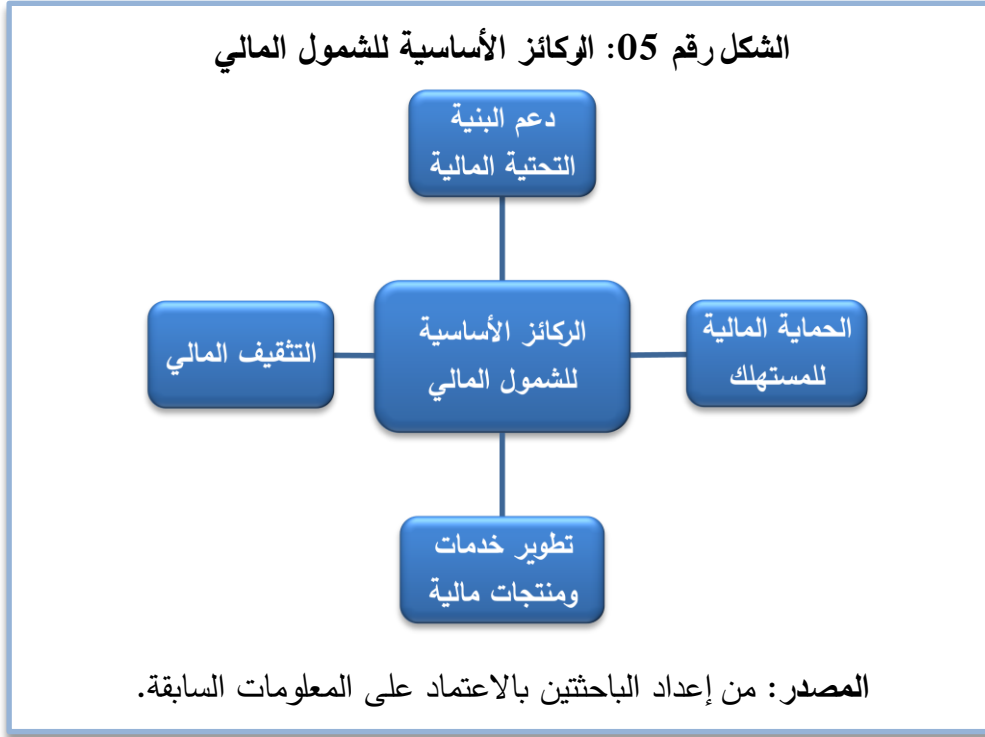 الشكل رقم 05: الركائز الأساسية للشمول المالي
دعم البنية
التحتية المالية
الحماية المالية
للمستهلك
الركائز الأساسية
للشمول المالي
التثقيف المالي
تطوير خدمات
ومنتجات مالية
المصدر: من إعداد الباحثتين بالاعتماد على المعلومات السابقة.